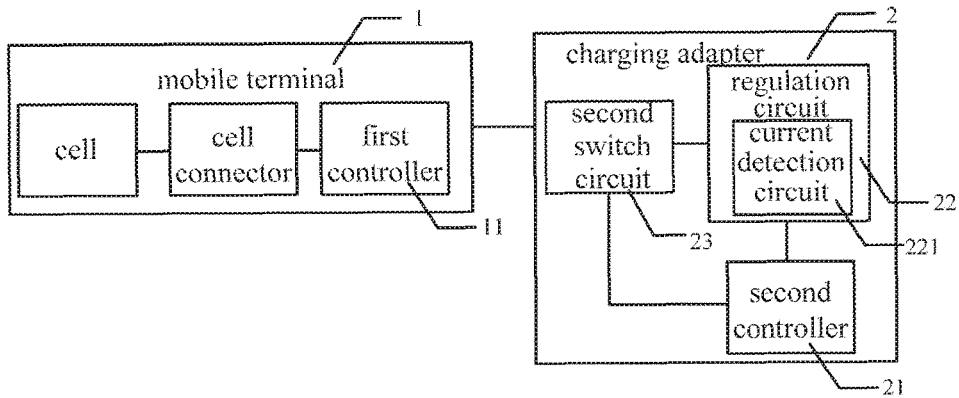 1
mobile terminal
cell
cell
connector
first
controller
11
2
charging adapter
second
switch
circuit
23
regulation
circuit
current
detection
circuit
22
221
second
controller
21